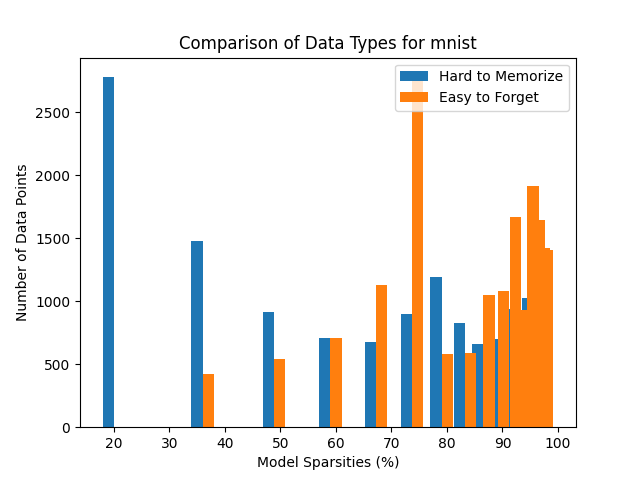 Comparison of Data Types for mnist
Hard to Memorize
Easy to Forget
Number of Data Points
2500
2000
1500
1000
500
0
20 30 40 50 60 70 80 90 100
Model Sparsities (%)